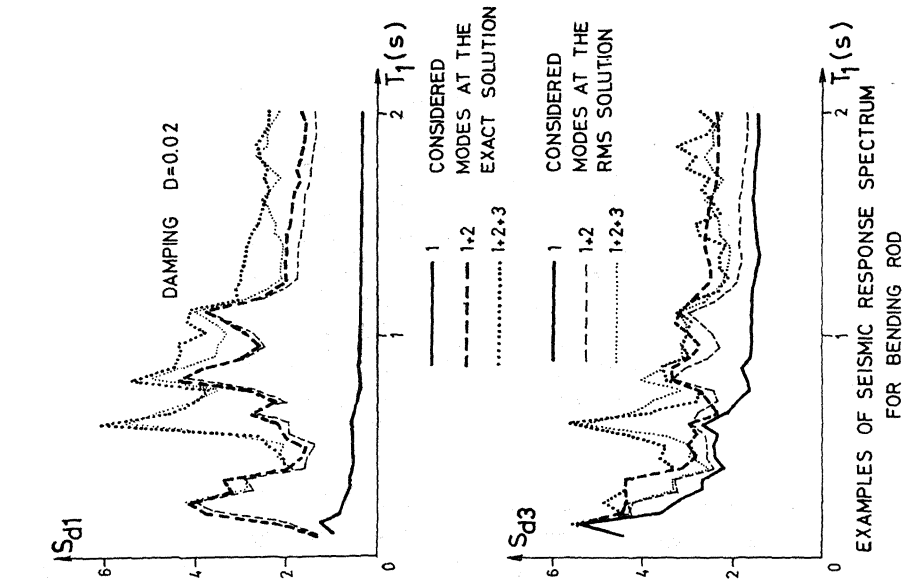 DAMPING D=0.02
Sd1
6
4
2
0
1
2
T1(s)
1
1+2
1+2+3
CONSIDERED
MODES AT THE
EXACT SOLUTION
Sd3
6
4
2
0
1
2
T1(s)
1
1+2
1+2+3
CONSIDERED
MODES AT THE
RMS SOLUTION
EXAMPLES OF SEISMIC RESPONSE SPECTRUM
FOR BENDING ROD